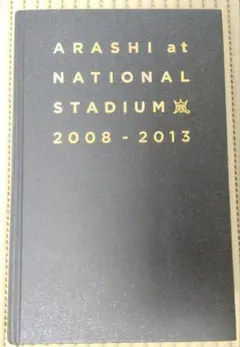 ARASHI at
NATIONAL
STADIUM 嵐
2008 - 2013